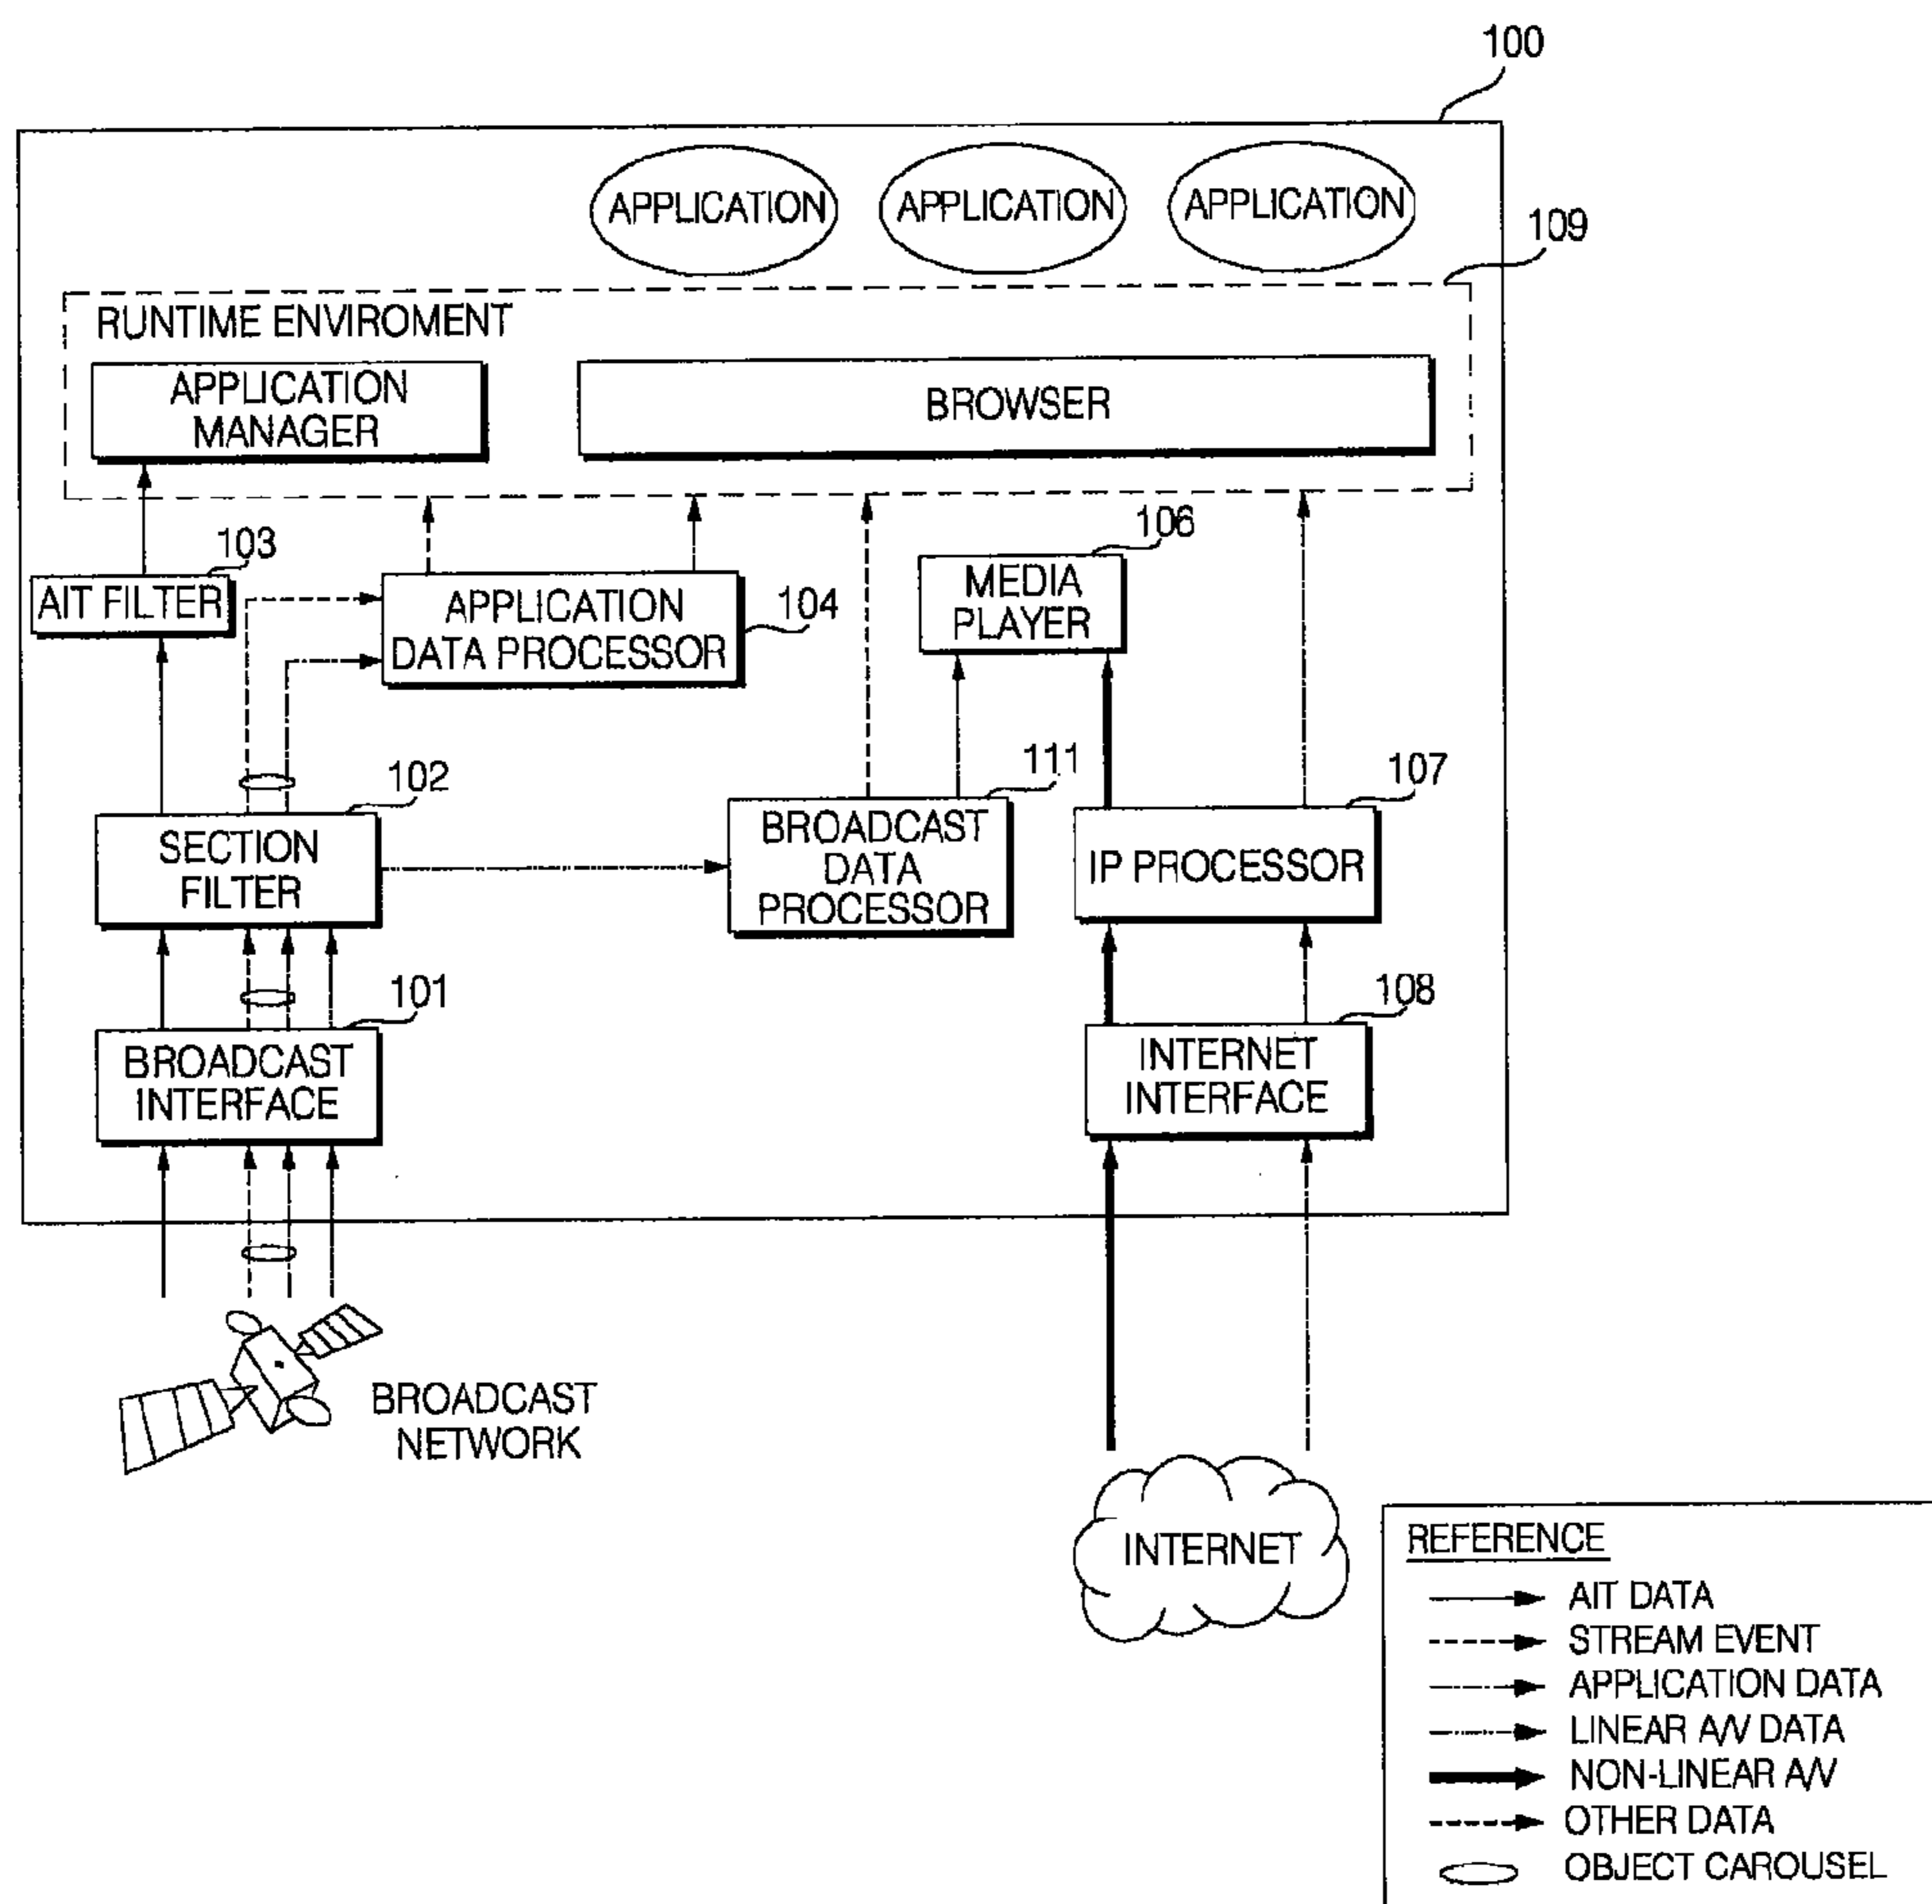 100
APPLICATION
APPLICATION
APPLICATION
109
RUNTIME ENVIROMENT
APPLICATION
MANAGER
BROWSER
103
AIT FILTER
APPLICATION
DATA PROCESSOR
104
106
MEDIA
PLAYER
102
SECTION
FILTER
111
BROADCAST
DATA
PROCESSOR
107
IP PROCESSOR
101
BROADCAST
INTERFACE
108
INTERNET
INTERFACE
BROADCAST
NETWORK
INTERNET
REFERENCE
AIT DATA
STREAM EVENT
APPLICATION DATA
LINEAR A/V DATA
NON-LINEAR A/V
OTHER DATA
OBJECT CAROUSEL